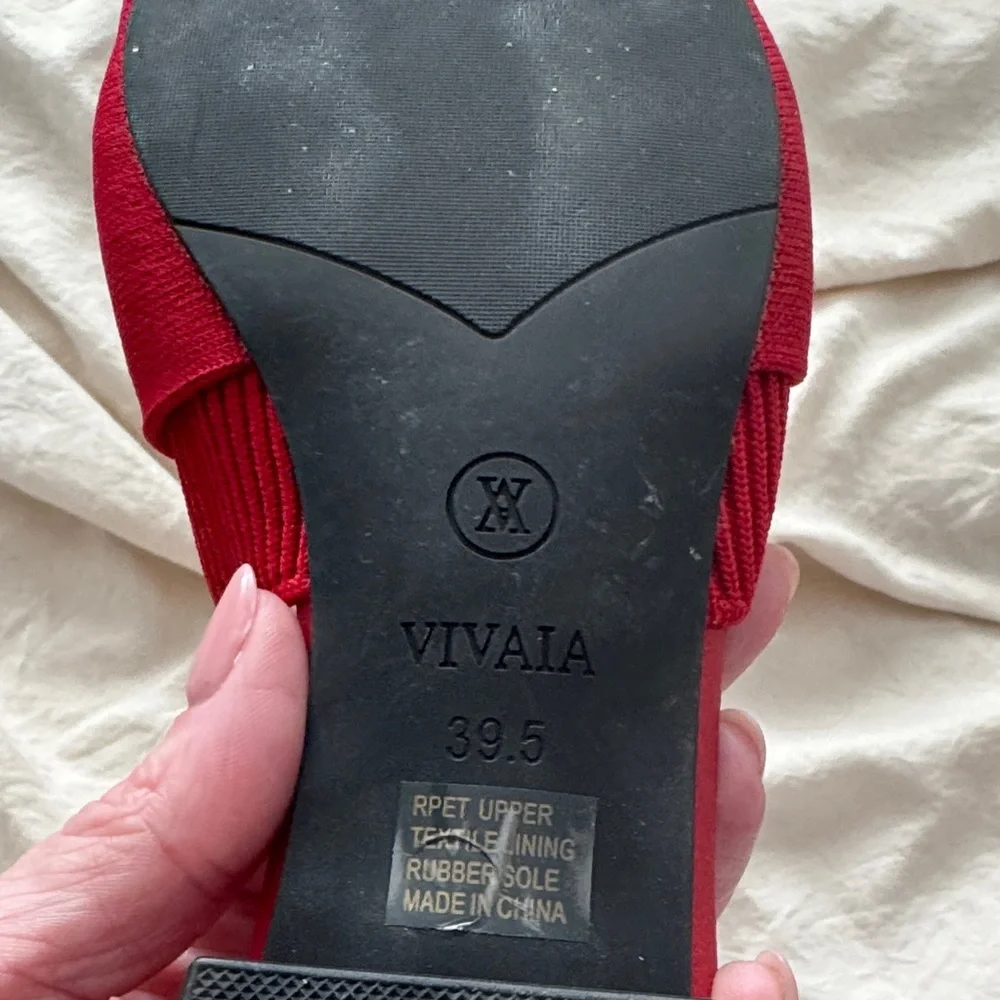 VIVAIA
39.5
RPET UPPER
TEXTILE LINING
RUBBER SOLE
MADE IN CHINA